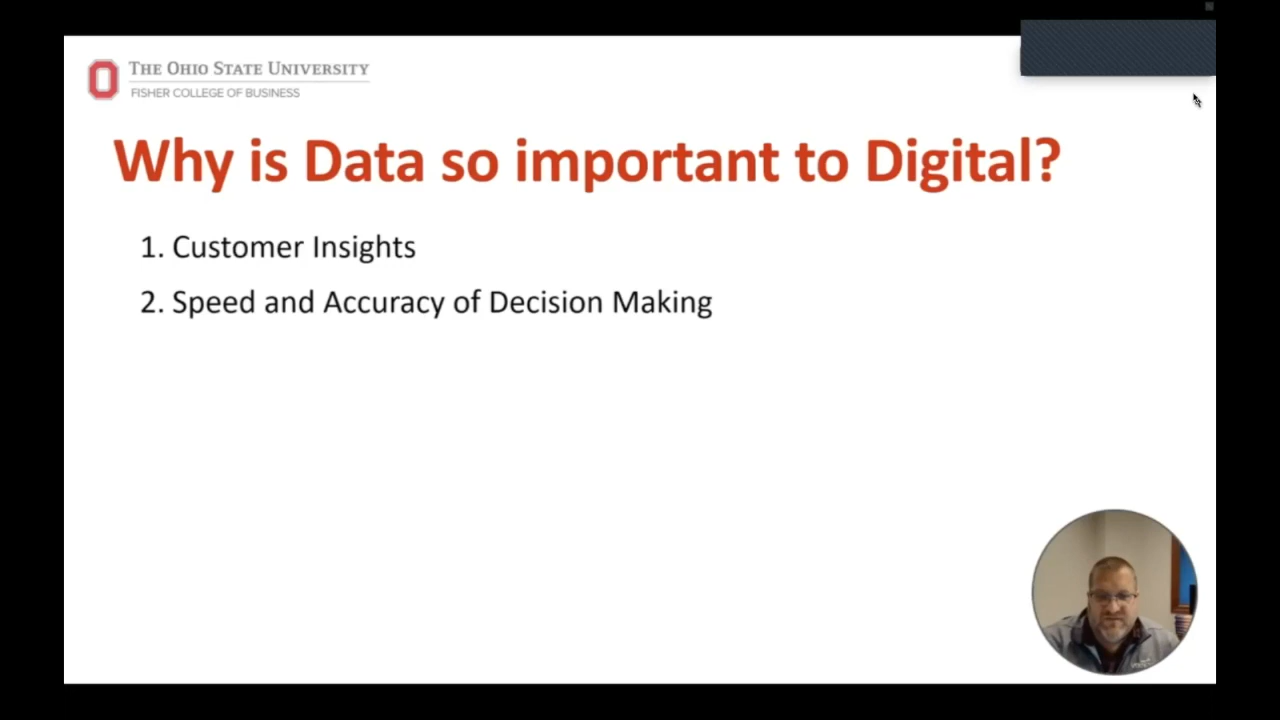 THE OHIO STATE UNIVERSITY
FISHER COLLEGE OF BUSINESS
Why is Data so important to Digital?
1. Customer Insights
2. Speed and Accuracy of Decision Making